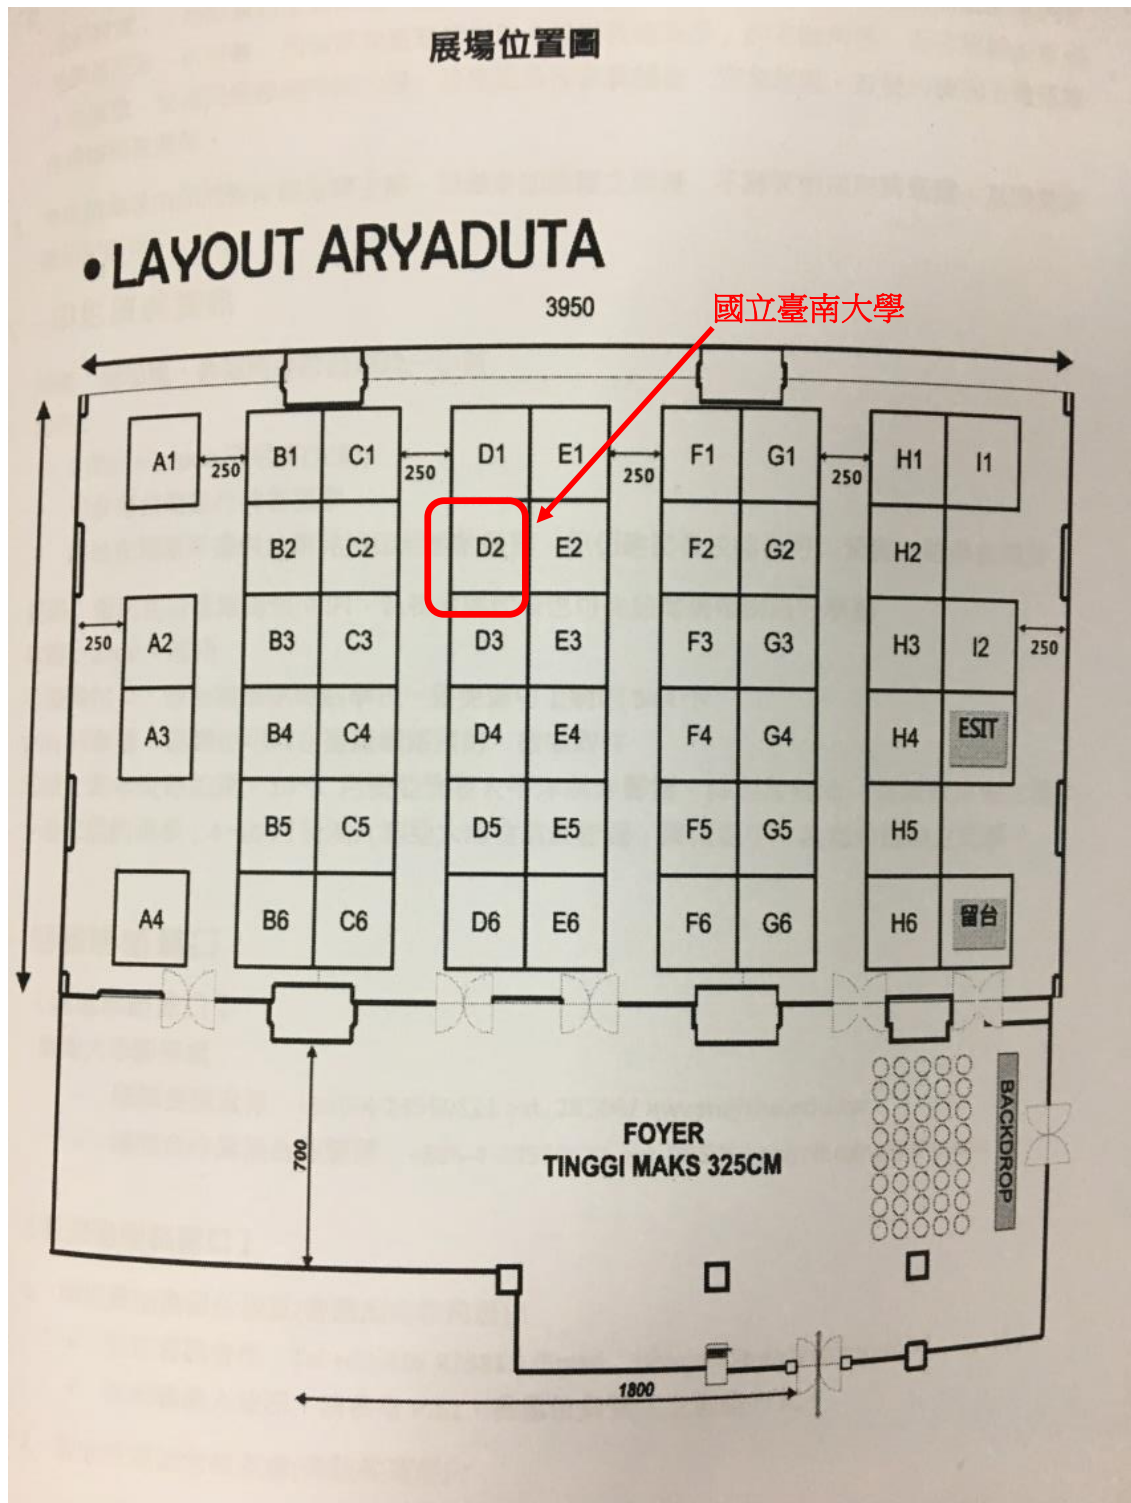 展場位置圖
• LAYOUT ARYADUTA
3950
國立臺南大學
A1
250
B1
C1
250
D1
E1
250
F1
G1
250
H1
I1
B2
C2
D2
E2
F2
G2
H2
250
A2
B3
C3
D3
E3
F3
G3
H3
I2
250
A3
B4
C4
D4
E4
F4
G4
H4
ESIT
B5
C5
D5
E5
F5
G5
H5
A4
B6
C6
D6
E6
F6
G6
H6
留台
700
FOYER
TINGGI MAKS 325CM
BACKDROP
1800